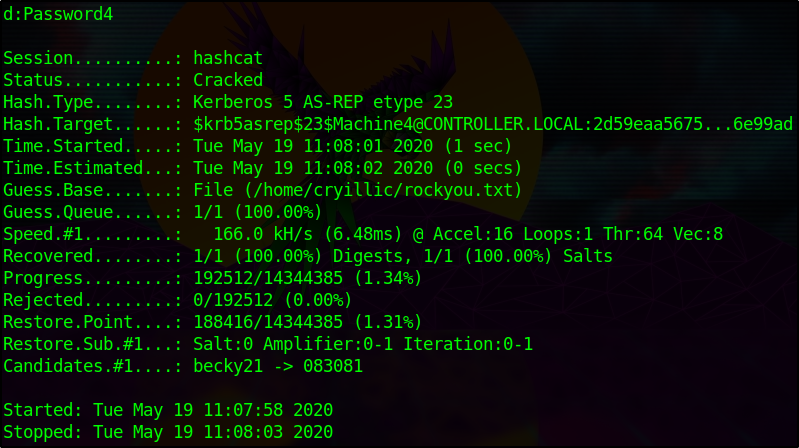 d:Password4
Session..........: hashcat
Status...........: Cracked
Hash.Type........: Kerberos 5 AS-REP etype 23
Hash.Target......: $krb5asrep$23$Machine4@CONTROLLER.LOCAL:2d59eaa5675...6e99ad
Time.Started.....: Tue May 19 11:08:01 2020 (1 sec)
Time.Estimated...: Tue May 19 11:08:02 2020 (0 secs)
Guess.Base.......: File (/home/cryillic/rockyou.txt)
Guess.Queue......: 1/1 (100.00%)
Speed.#1.........:   166.0 kH/s (6.48ms) @ Accel:16 Loops:1 Thr:64 Vec:8
Recovered........: 1/1 (100.00%) Digests, 1/1 (100.00%) Salts
Progress.........: 192512/14344385 (1.34%)
Rejected.........: 0/192512 (0.00%)
Restore.Point....: 188416/14344385 (1.31%)
Restore.Sub.#1...: Salt:0 Amplifier:0-1 Iteration:0-1
Candidates.#1....: becky21 -> 083081
Started: Tue May 19 11:07:58 2020
Stopped: Tue May 19 11:08:03 2020